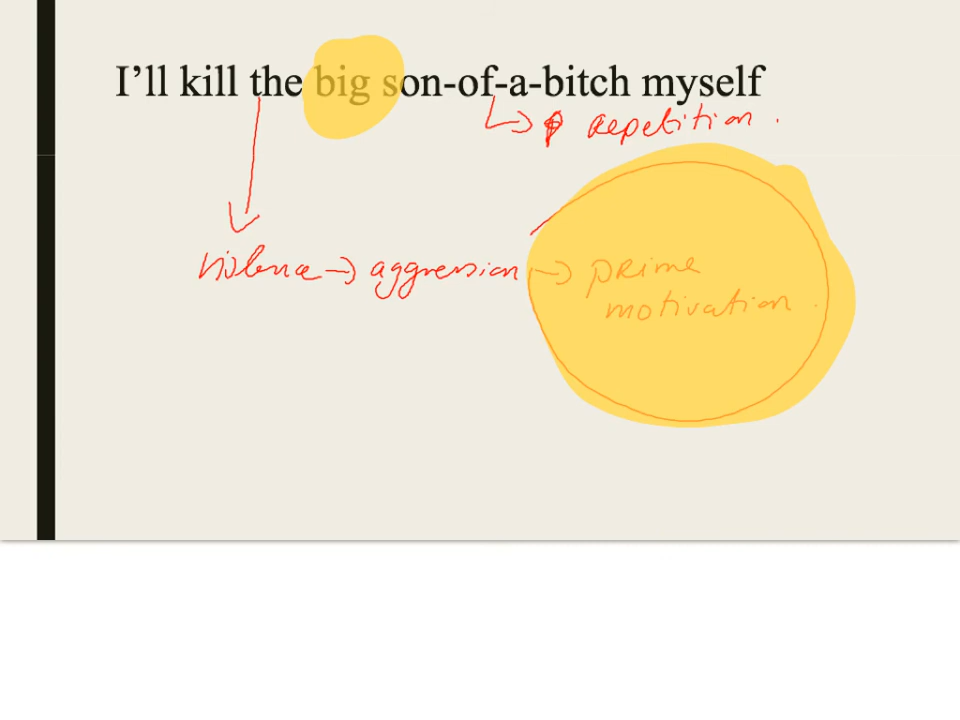 I’ll kill the big son-of-a-bitch myself
↳ repetition .
violence → aggression → prime
motivation .